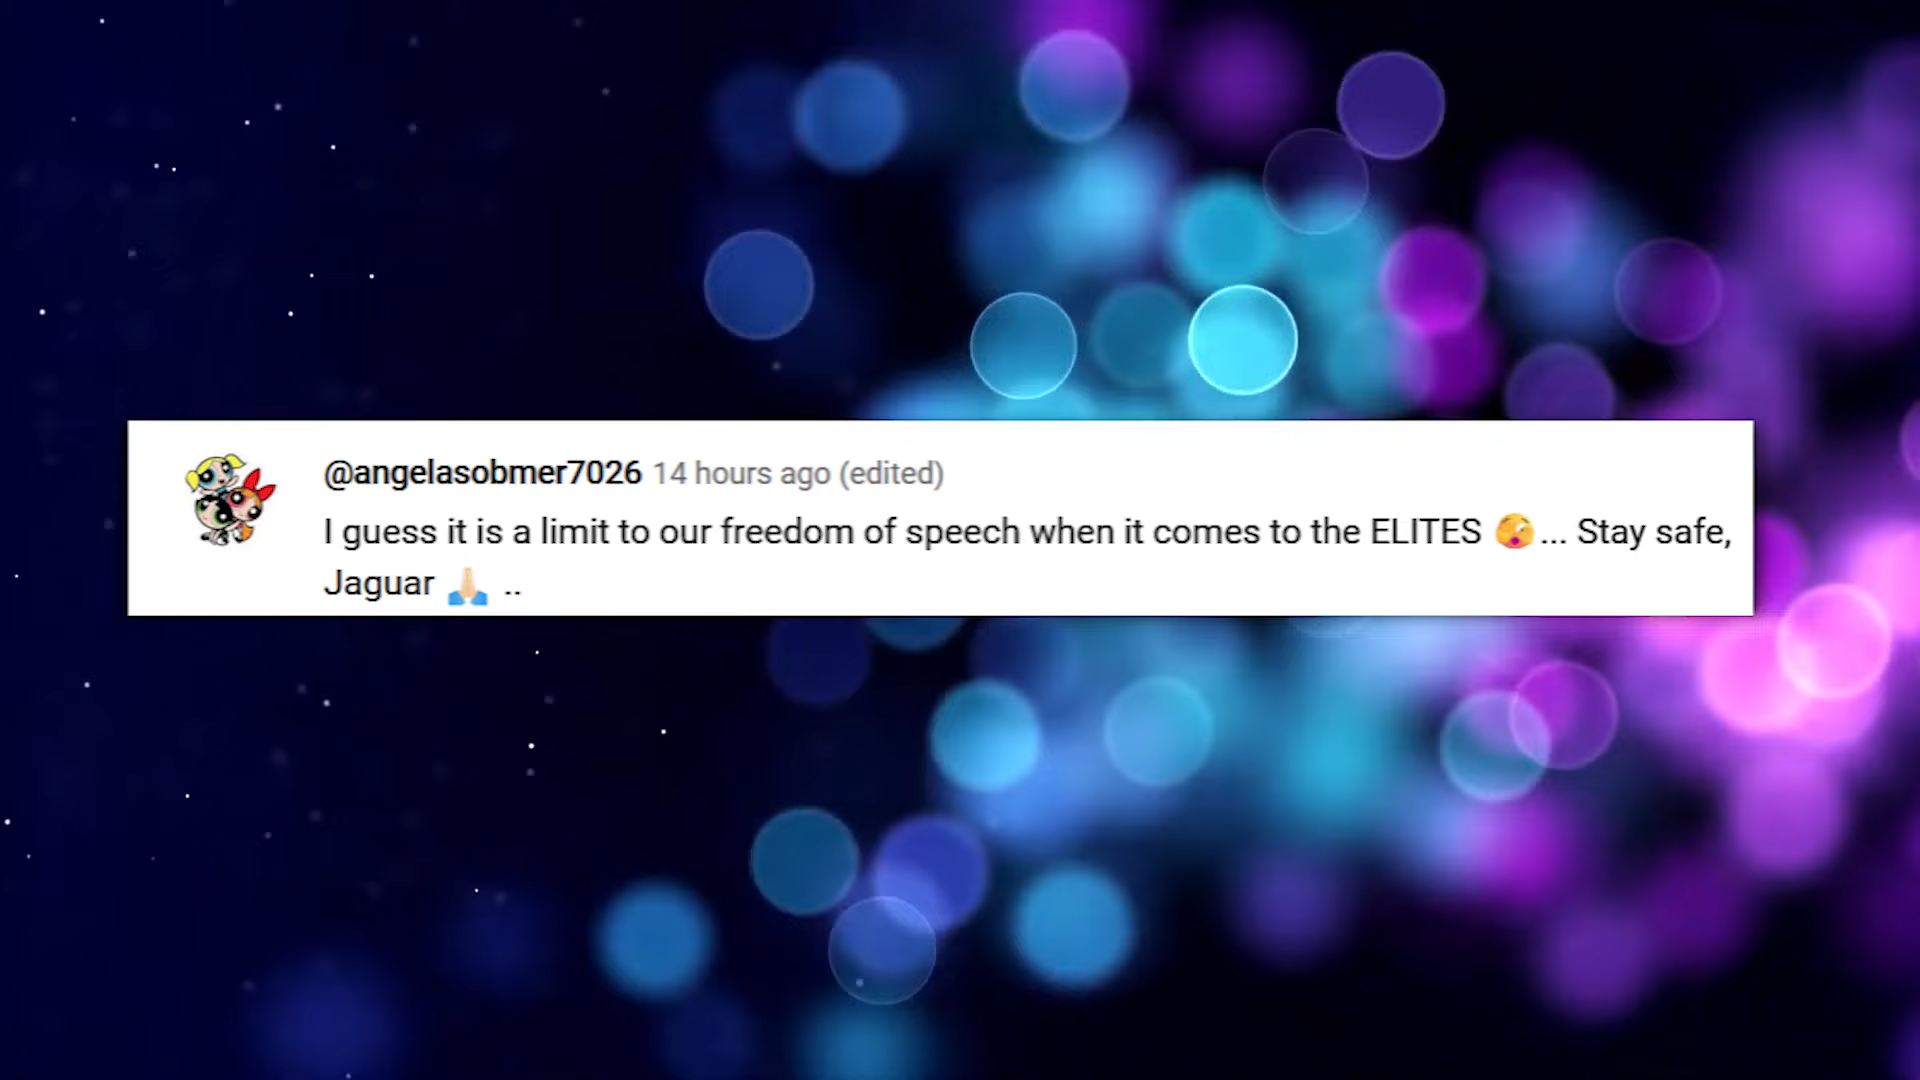 @angelasobmer7026 14 hours ago (edited)
I guess it is a limit to our freedom of speech when it comes to the ELITES 🫢... Stay safe,
Jaguar 🙏🏼 ..